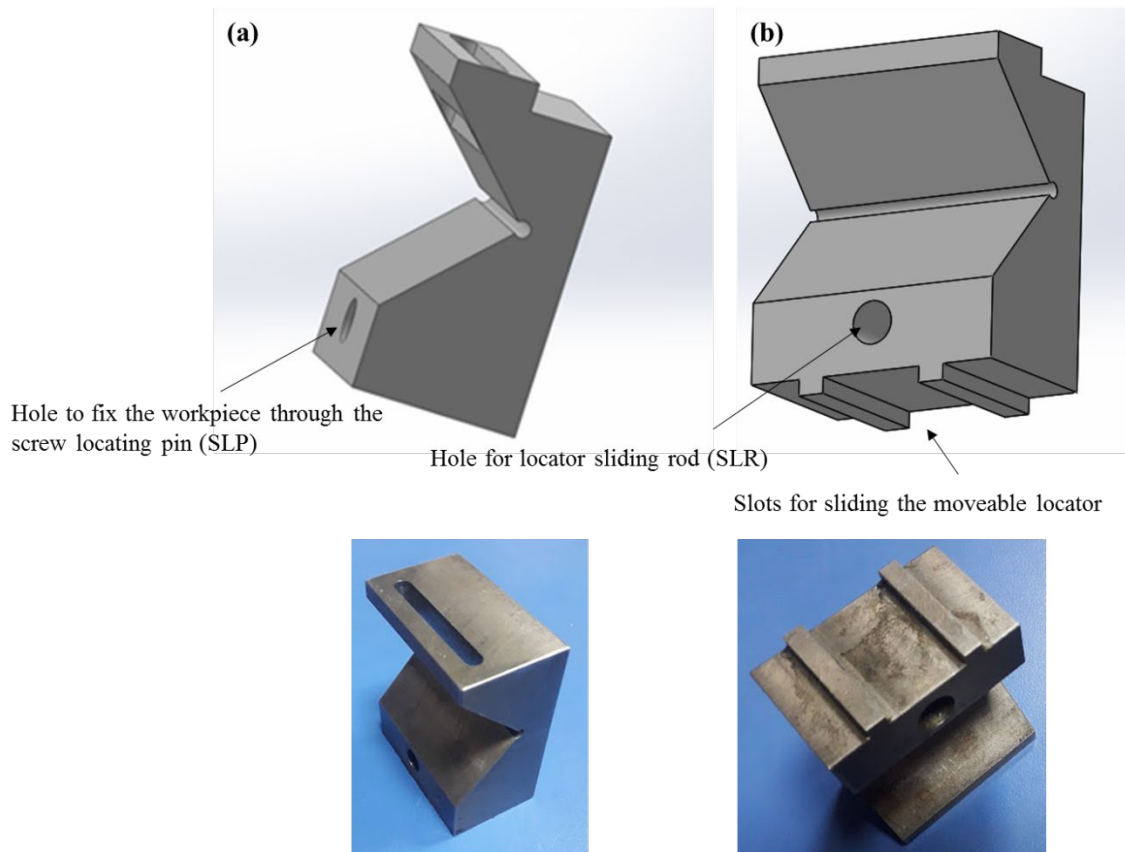 (a)
(b)
Hole to fix the workpiece through the
screw locating pin (SLP)
Hole for locator sliding rod (SLR)
Slots for sliding the moveable locator